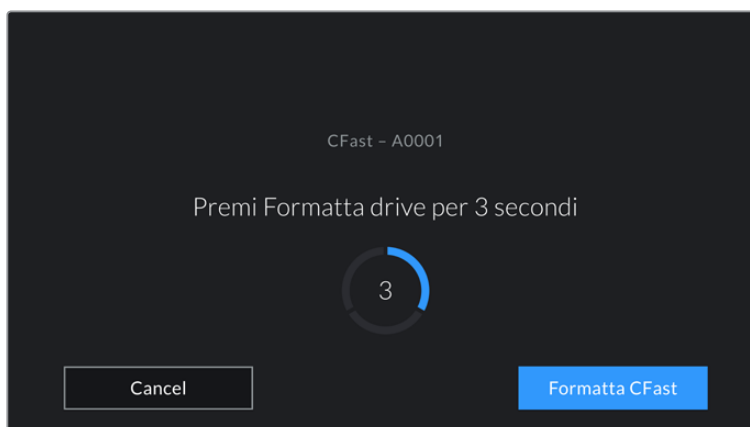 CFast – A0001
Premi Formatta drive per 3 secondi
3
Cancel
Formatta CFast